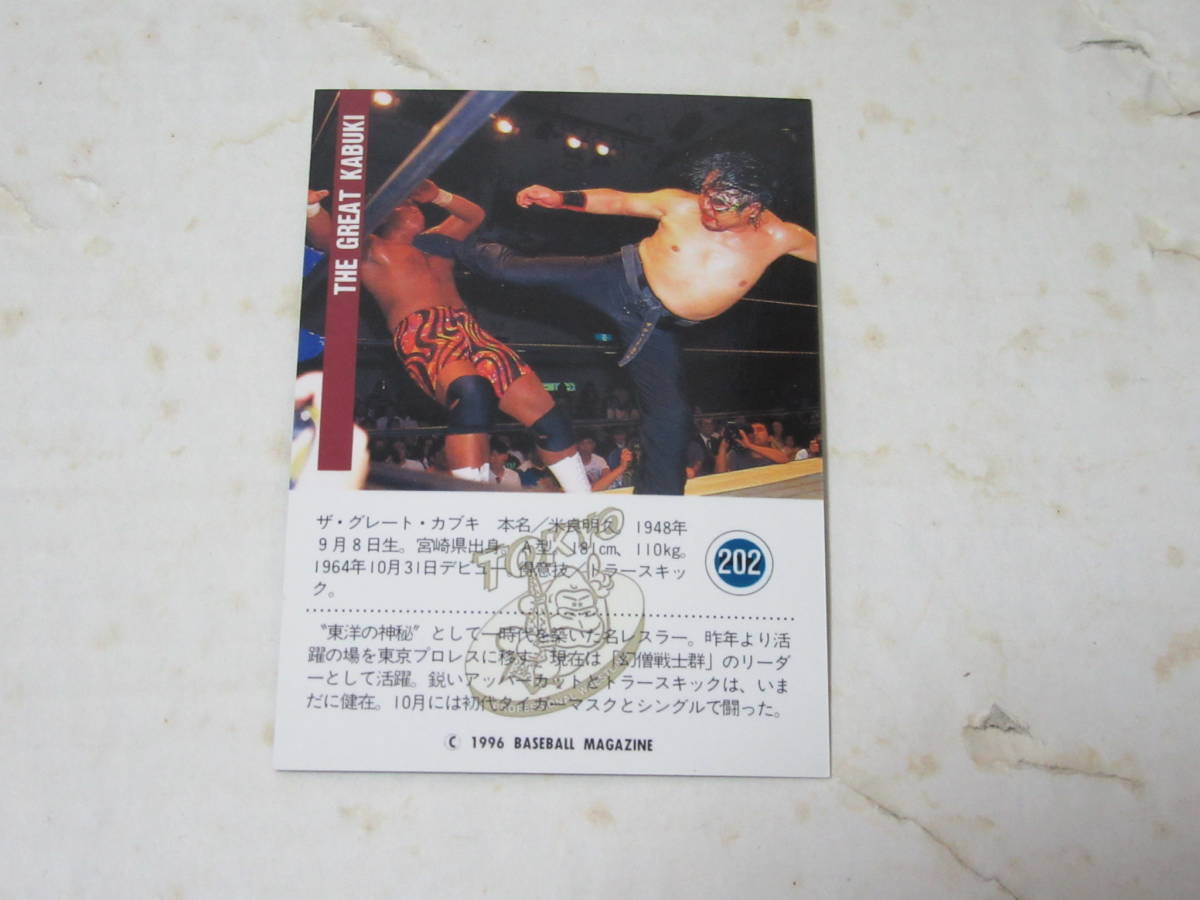 THE GREAT KABUKI
ザ・グレート・カブキ 本名/米良明久 1948年
9月8日生。宮崎県出身。A型、181cm、110kg。
1964年10月31日デビュー 得意技 トラースキッ
ク。
202
TOKYO
〝東洋の神秘〟として一時代を築いた名レスラー。昨年より活
躍の場を東京プロレスに移す。現在は「幻僧戦士群」のリーダ
ーとして活躍。鋭いアッパーカットとトラースキックは、いま
だに健在。10月には初代タイガーマスクとシングルで闘った。
© 1996 BASEBALL MAGAZINE